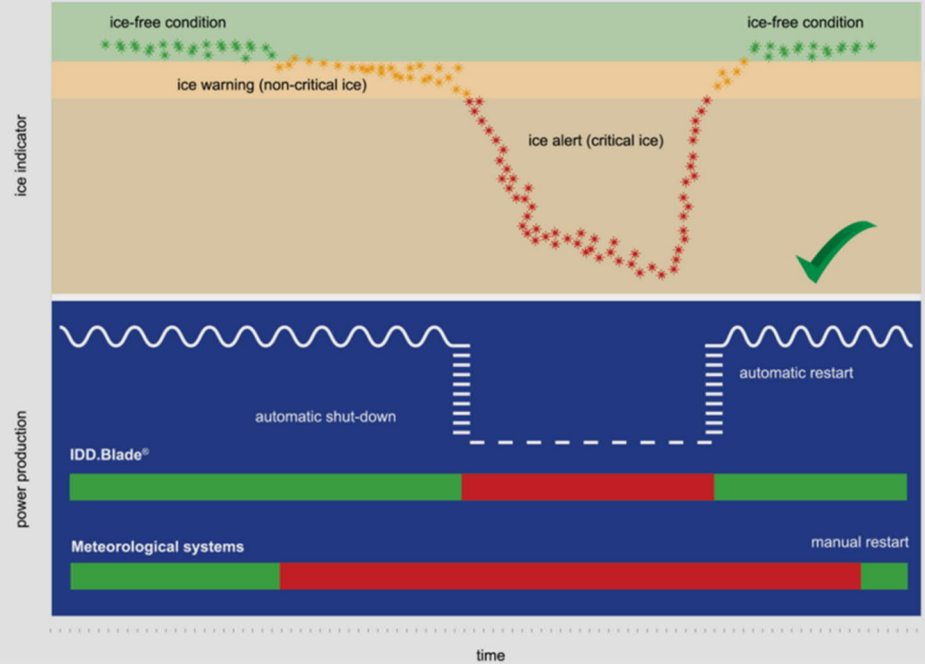 ice-free condition
ice-free condition
ice warning (non-critical ice)
ice alert (critical ice)
ice indicator
automatic restart
automatic shut-down
IDD.Blade®
power production
manual restart
Meteorological systems
time